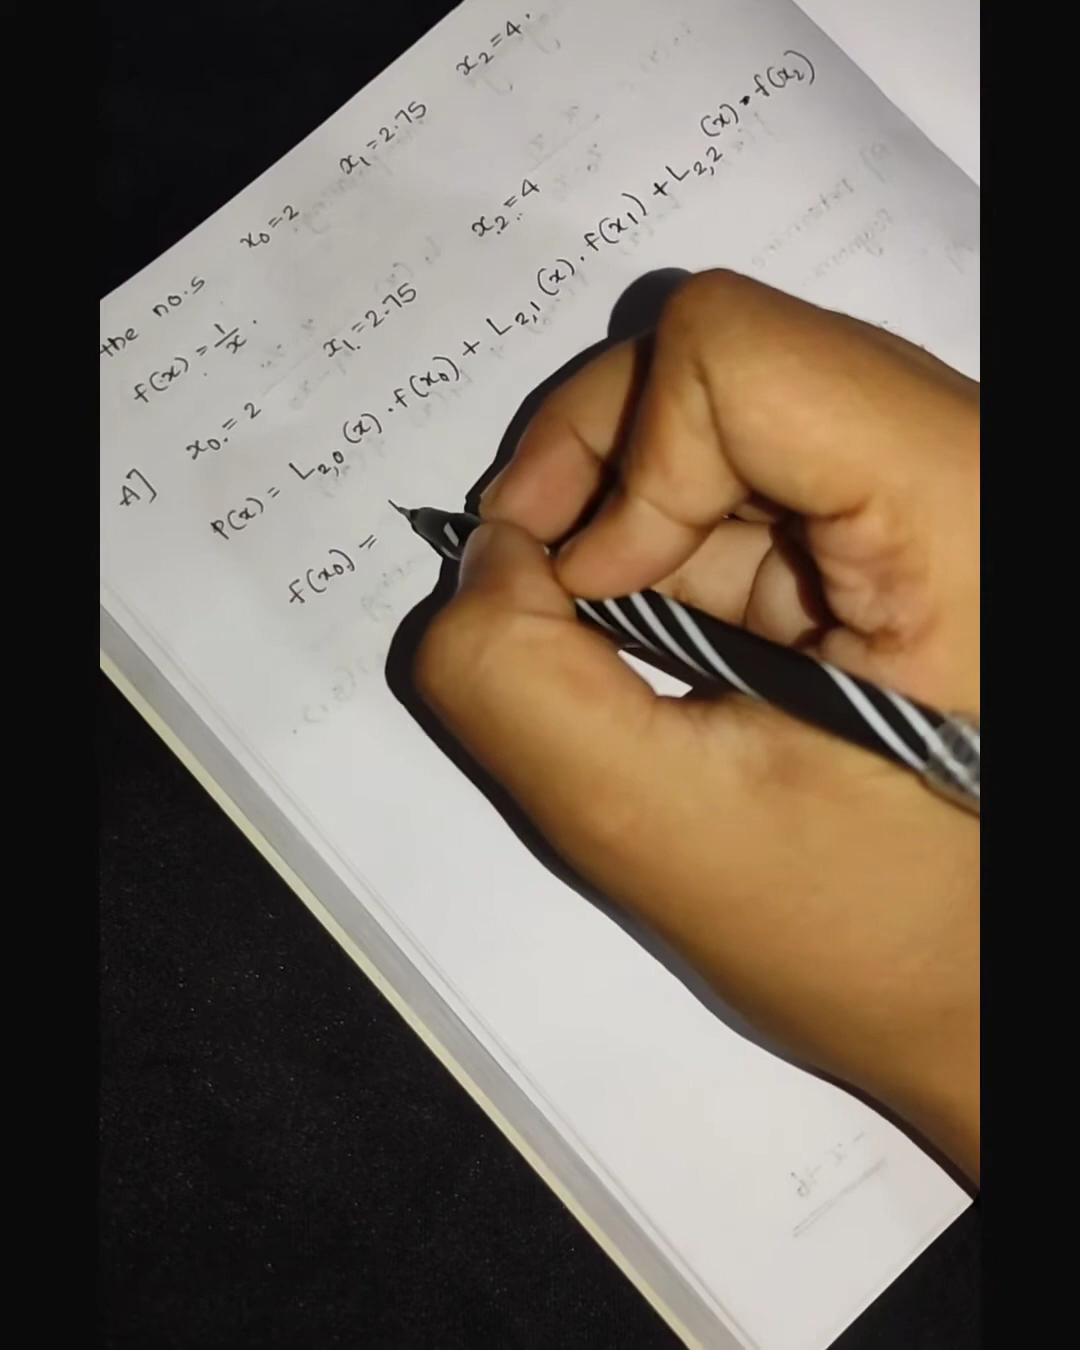 the no.s x₀=2 x₁=2.75 x₂=4.
f(x) = 1/x.
A] x₀=2 x₁=2.75 x₂=4
P(x) = L₂,₀(x)·f(x₀) + L₂,₁(x)·f(x₁) + L₂,₂(x)·f(x₂)
f(x₀) =